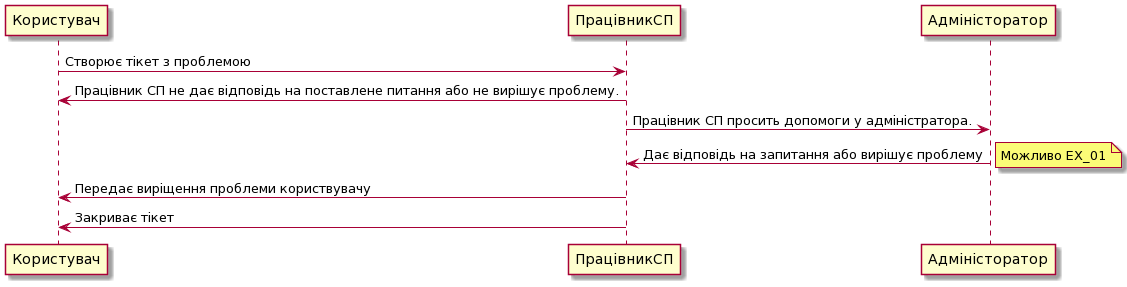 Користувач
ПрацівникСП
Адміністоратор
Створює тікет з проблемою
Працівник СП не дає відповідь на поставлене питання або не вирішує проблему.
Працівник СП просить допомоги у адміністратора.
Дає відповідь на запитання або вирішує проблему
Можливо EX_01
Передає виріщення проблеми користвувачу
Закриває тікет
Користувач
ПрацівникСП
Адміністоратор